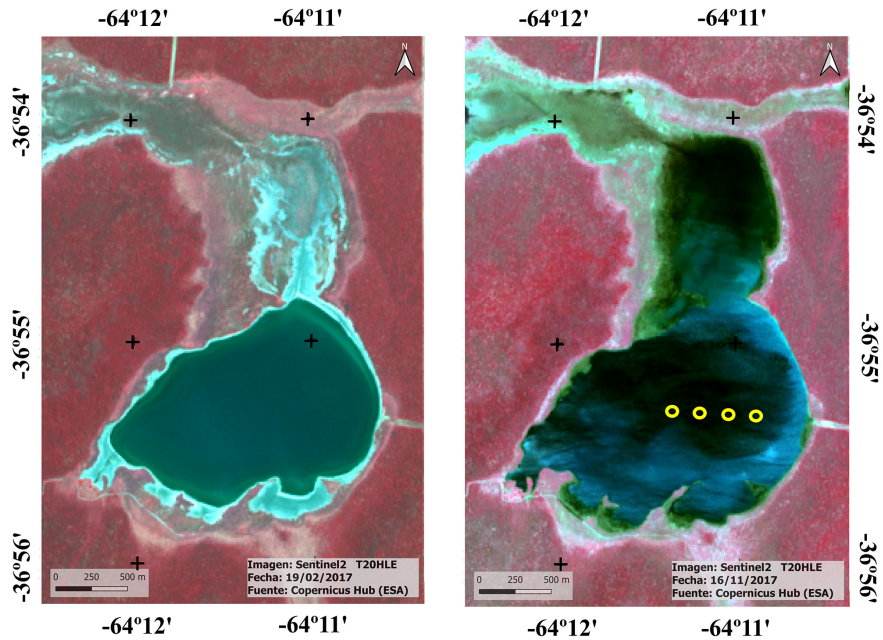 -64º12' -64º11' -64º12' -64º11'
N N
-36º54' -36º54'
-36º55' -36º55'
-36º56' -36º56'
0 250 500 m
Imagen: Sentinel2 T20HLE
Fecha: 19/02/2017
Fuente: Copernicus Hub (ESA)
0 250 500 m
Imagen: Sentinel2 T20HLE
Fecha: 16/11/2017
Fuente: Copernicus Hub (ESA)
-64º12' -64º11' -64º12' -64º11'